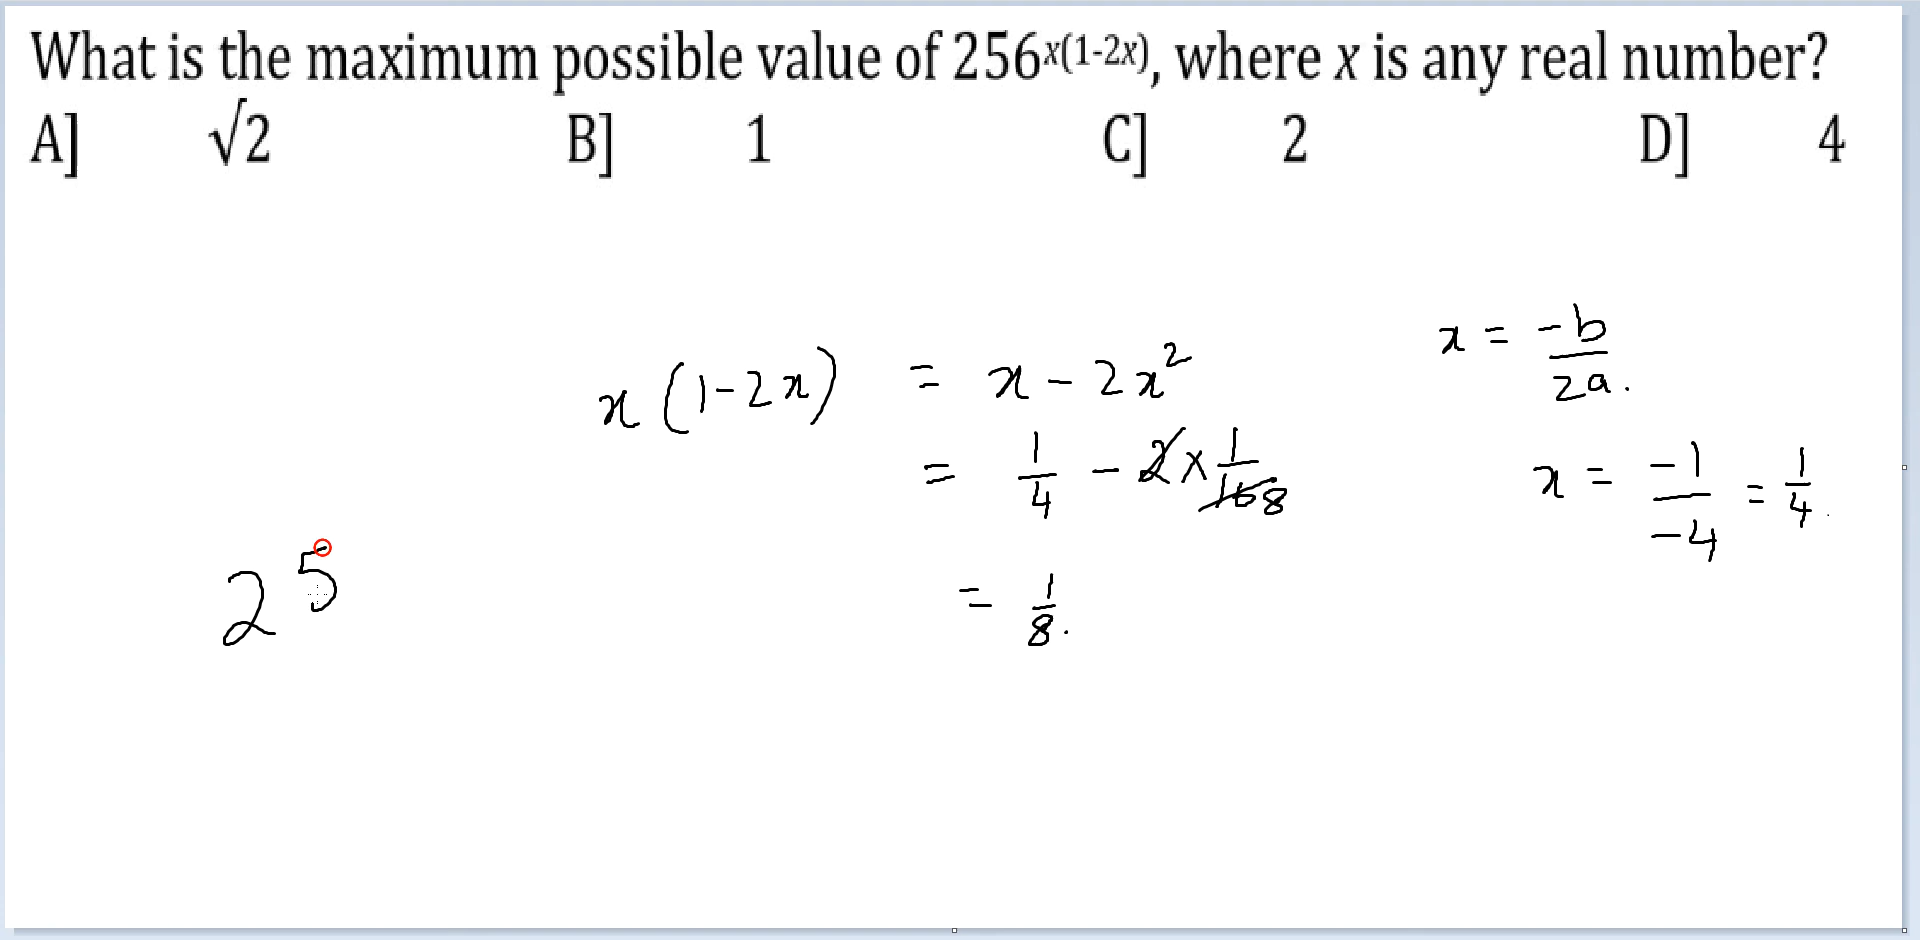 What is the maximum possible value of 256^x(1-2x), where x is any real number?
A] √2 B] 1 C] 2 D] 4
x = -b/2a.
x(1-2x) = x - 2x²
= 1/4 - 2 × 1/16 8
x = -1/-4 = 1/4.
2 5
= 1/8.